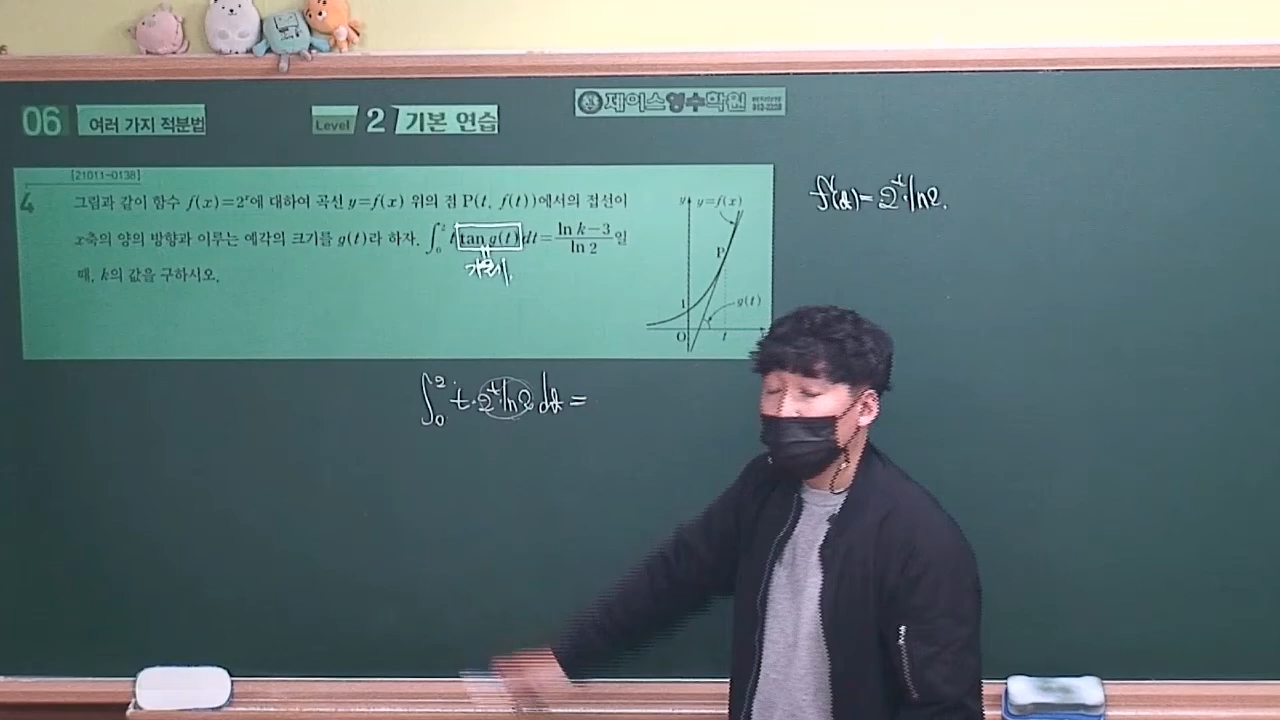 06 여러 가지 적분법 Level 2 기본 연습 제이스영수학원
[21011-0138]
4 그림과 같이 함수 f(x)=2^x에 대하여 곡선 y=f(x) 위의 점 P(t, f(t))에서의 접선이
x축의 양의 방향과 이루는 예각의 크기를 g(t)라 하자. ∫_0^2 t tan g(t) dt = (ln k-3)/(ln 2)일
때, k의 값을 구하시오.
기울기.
y
y=f(x)
P
1
g(t)
O
t
f'(t)=2^t ln2.
∫_0^2 t·2^t ln2 dt =